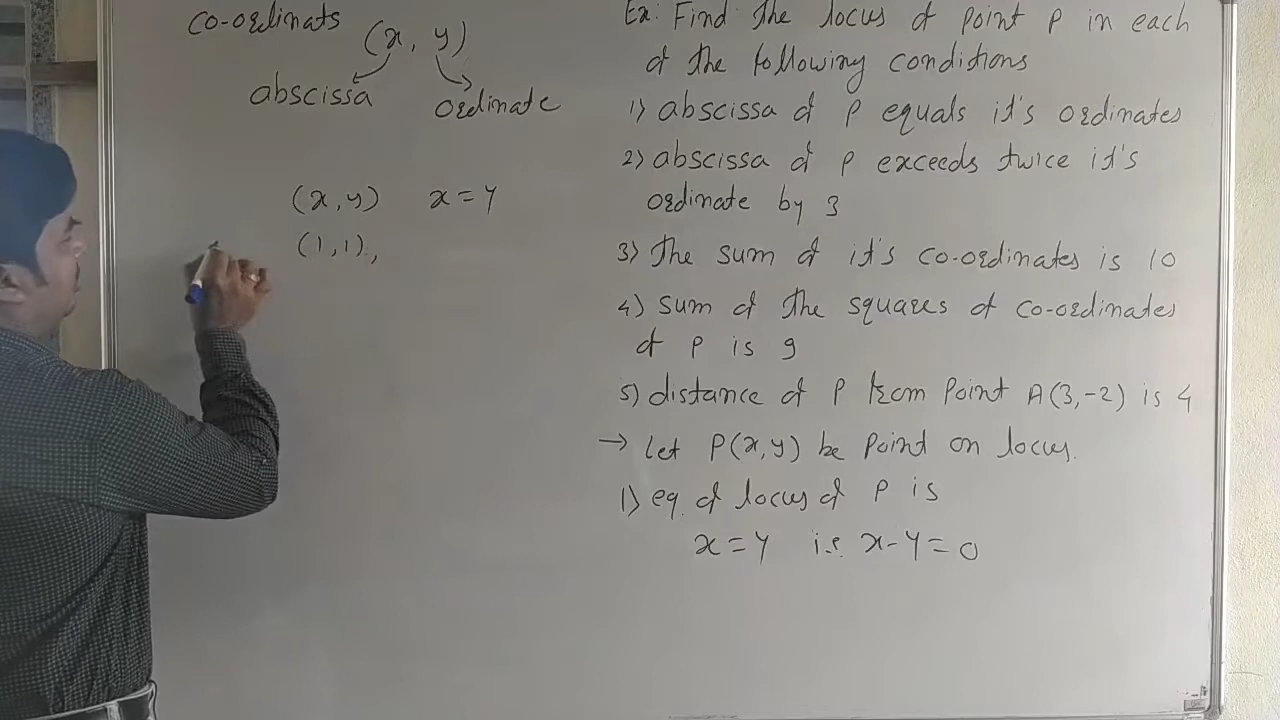 co-ordinats
(x, y)
abscissa ordinate
(x, y) x = y
(1, 1),
Ex: Find the locus of point P in each
of the following conditions
1) abscissa of P equals it's ordinates
2) abscissa of P exceeds twice it's
ordinate by 3
3) The sum of it's co-ordinates is 10
4) sum of the squares of co-ordinates
of P is 9
5) distance of P from Point A(3,-2) is 4
→ let P(x, y) be point on locus.
1) eq. of locus of P is
x = y i.e. x - y = 0